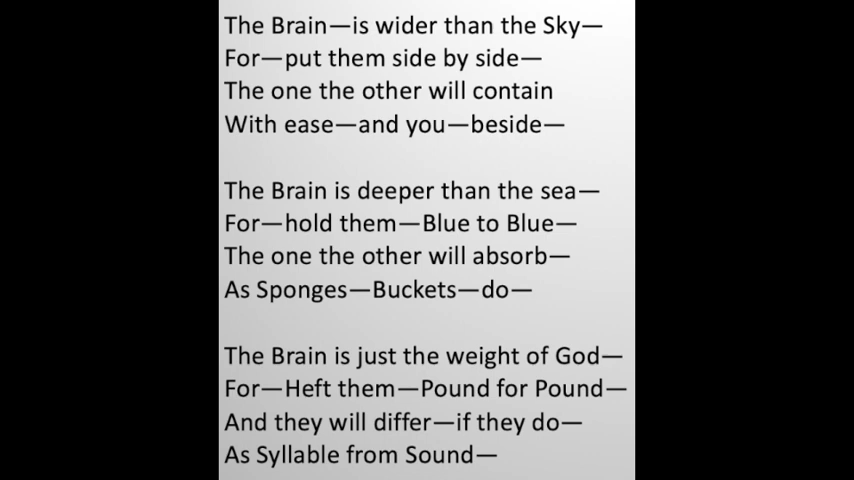 The Brain—is wider than the Sky—
For—put them side by side—
The one the other will contain
With ease—and you—beside—

The Brain is deeper than the sea—
For—hold them—Blue to Blue—
The one the other will absorb—
As Sponges—Buckets—do—

The Brain is just the weight of God—
For—Heft them—Pound for Pound—
And they will differ—if they do—
As Syllable from Sound—